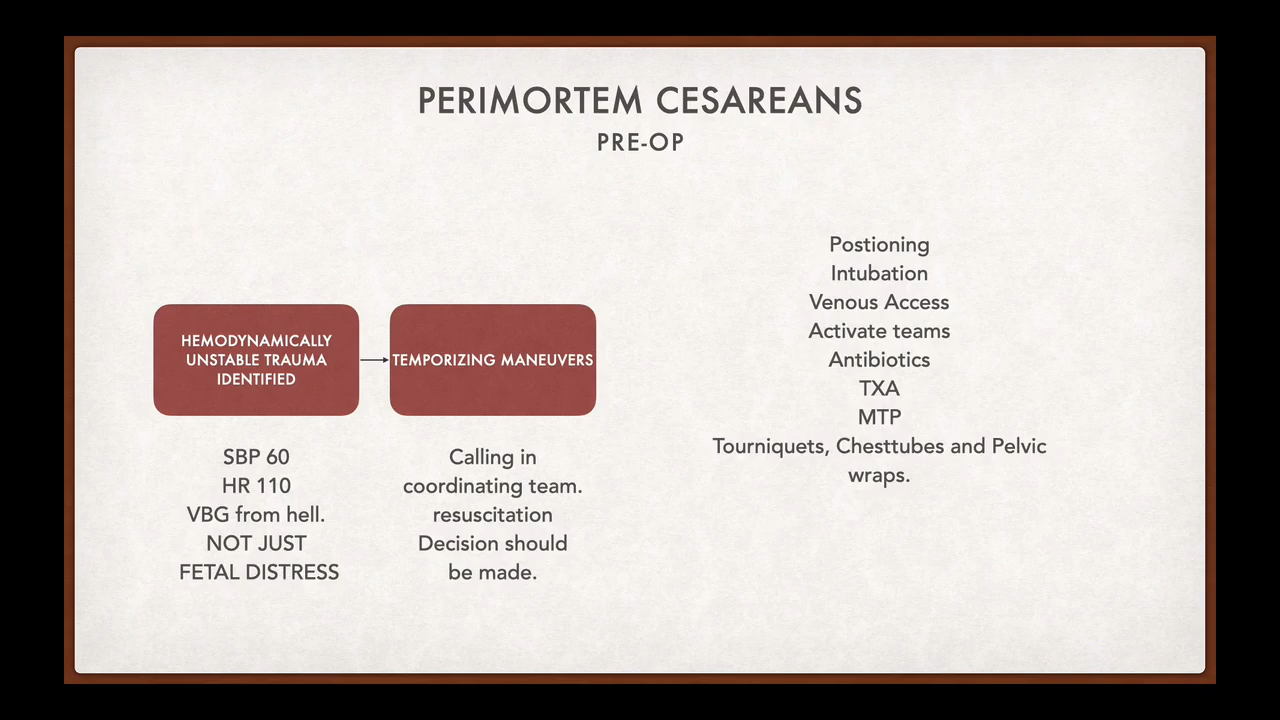 PERIMORTEM CESAREANS
PRE-OP
HEMODYNAMICALLY
UNSTABLE TRAUMA
IDENTIFIED
TEMPORIZING MANEUVERS
SBP 60
HR 110
VBG from hell.
NOT JUST
FETAL DISTRESS
Calling in
coordinating team.
resuscitation
Decision should
be made.
Postioning
Intubation
Venous Access
Activate teams
Antibiotics
TXA
MTP
Tourniquets, Chesttubes and Pelvic
wraps.